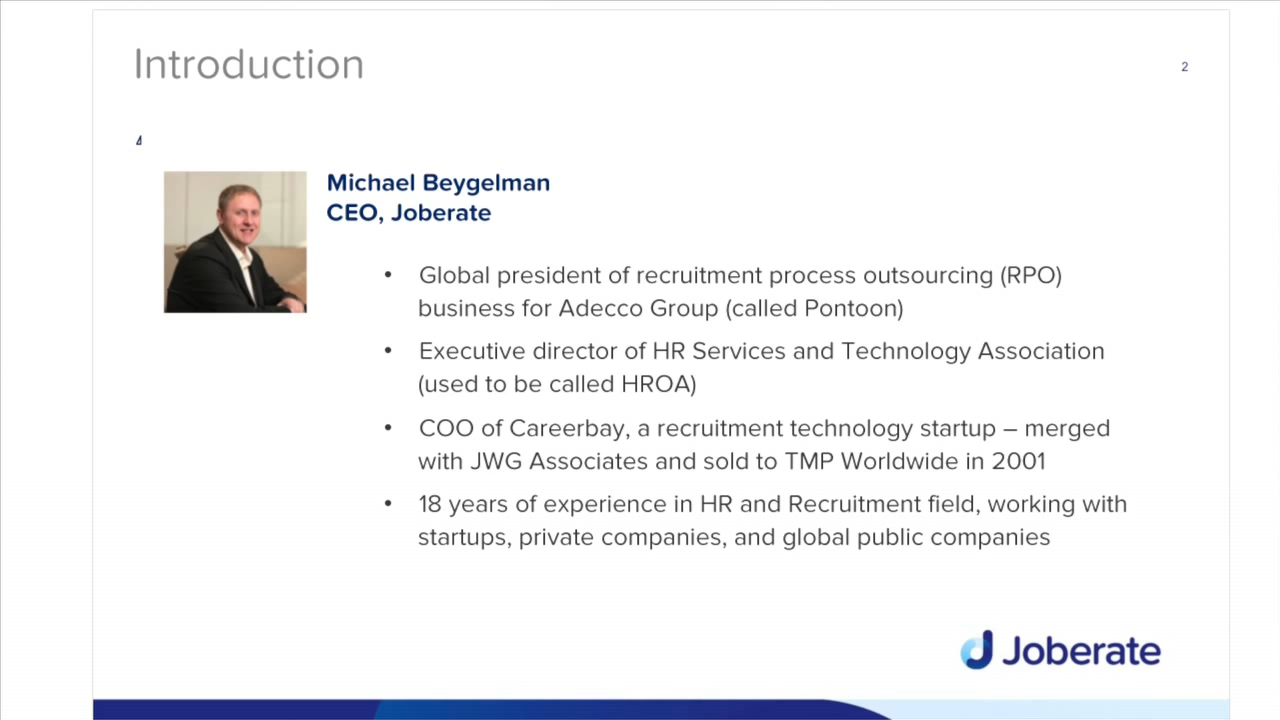 Introduction
2
Michael Beygelman
CEO, Joberate
• Global president of recruitment process outsourcing (RPO)
business for Adecco Group (called Pontoon)
• Executive director of HR Services and Technology Association
(used to be called HROA)
• COO of Careerbay, a recruitment technology startup – merged
with JWG Associates and sold to TMP Worldwide in 2001
• 18 years of experience in HR and Recruitment field, working with
startups, private companies, and global public companies
Joberate